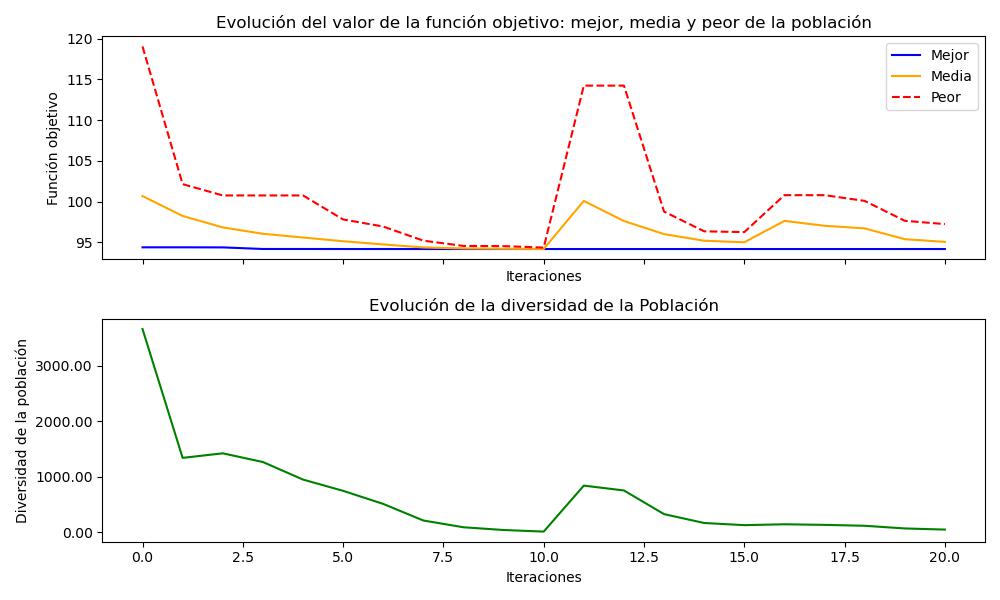 Evolución del valor de la función objetivo: mejor, media y peor de la población
120
115
110
105
100
95
Función objetivo
Mejor
Media
Peor
Iteraciones
Evolución de la diversidad de la Población
3000.00
2000.00
1000.00
0.00
Diversidad de la población
0.0 2.5 5.0 7.5 10.0 12.5 15.0 17.5 20.0
Iteraciones